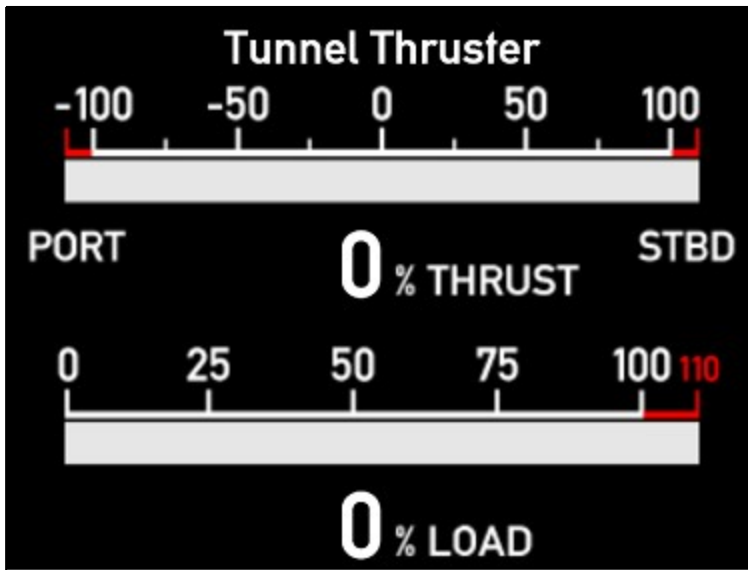 Tunnel Thruster
-100 -50 0 50 100
PORT STBD
0 % THRUST
0 25 50 75 100 110
0 % LOAD